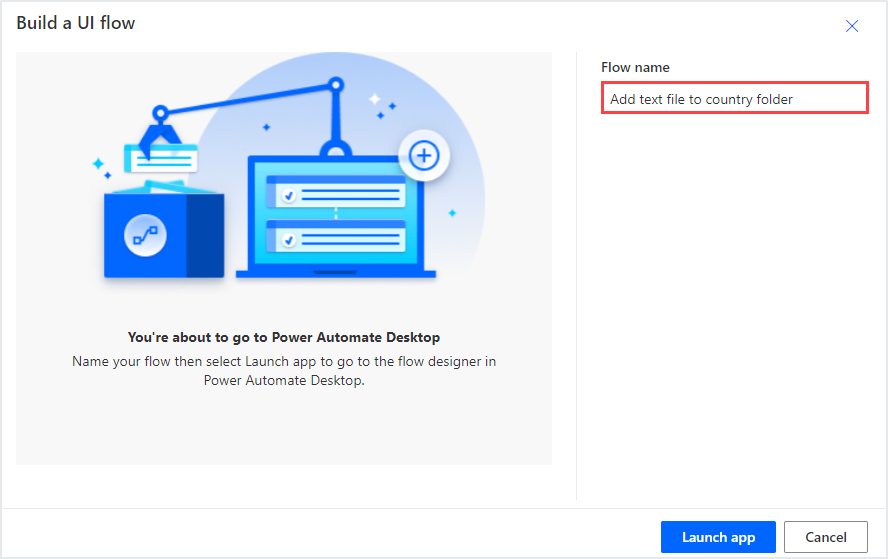 Build a UI flow
Flow name
Add text file to country folder
You're about to go to Power Automate Desktop
Name your flow then select Launch app to go to the flow designer in
Power Automate Desktop.
Launch app
Cancel